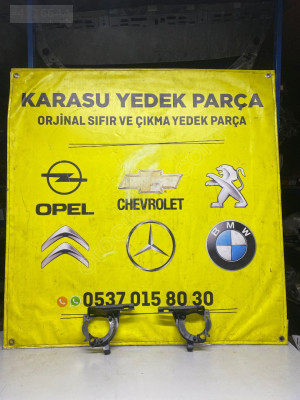 KARASU YEDEK PARÇA
ORJİNAL SIFIR VE ÇIKMA YEDEK PARÇA
OPEL
CHEVROLET
BMW
0537 015 80 30